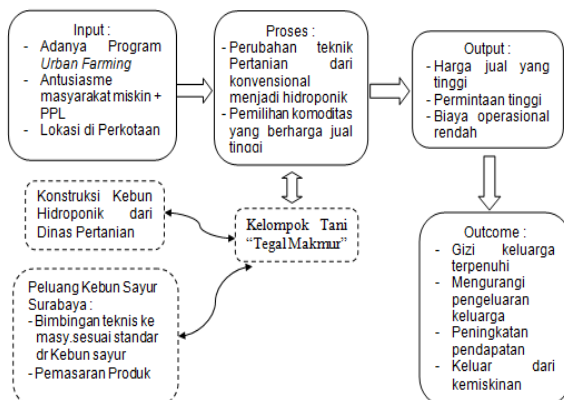 Input :
- Adanya Program
Urban Farming
- Antusiasme
masyarakat miskin +
PPL
- Lokasi di Perkotaan
Proses :
- Perubahan teknik
Pertanian dari
konvensional
menjadi hidroponik
- Pemilihan komoditas
yang berharga jual
tinggi
Output :
- Harga jual yang
tinggi
- Permintaan tinggi
- Biaya operasional
rendah
Konstruksi Kebun
Hidroponik dari
Dinas Pertanian
Kelompok Tani
“Tegal Makmur”
Peluang Kebun Sayur
Surabaya :
- Bimbingan teknis ke
masy.sesuai standar
dr Kebun sayur
- Pemasaran Produk
Outcome :
- Gizi keluarga
terpenuhi
- Mengurangi
pengeluaran
keluarga
- Peningkatan
pendapatan
- Keluar dari
kemiskinan